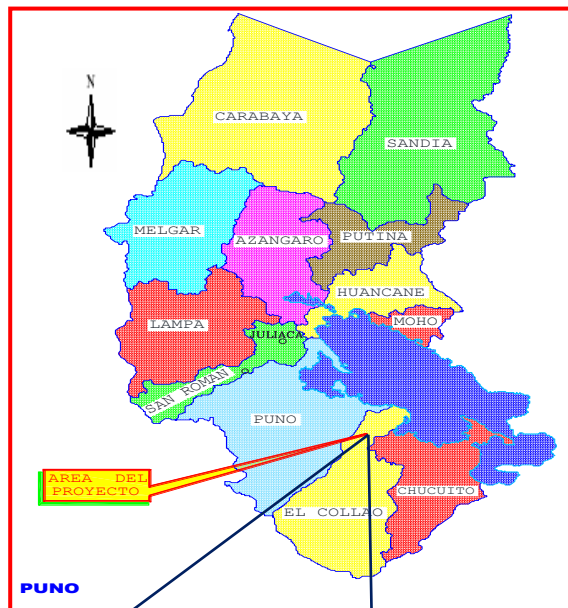 N
CARABAYA
SANDIA
MELGAR
AZANGARO
PUTINA
HUANCANE
LAMPA
MOHO
JULIACA
SAN ROMAN
PUNO
AREA DEL
PROYECTO
CHUCUITO
EL COLLAO
PUNO